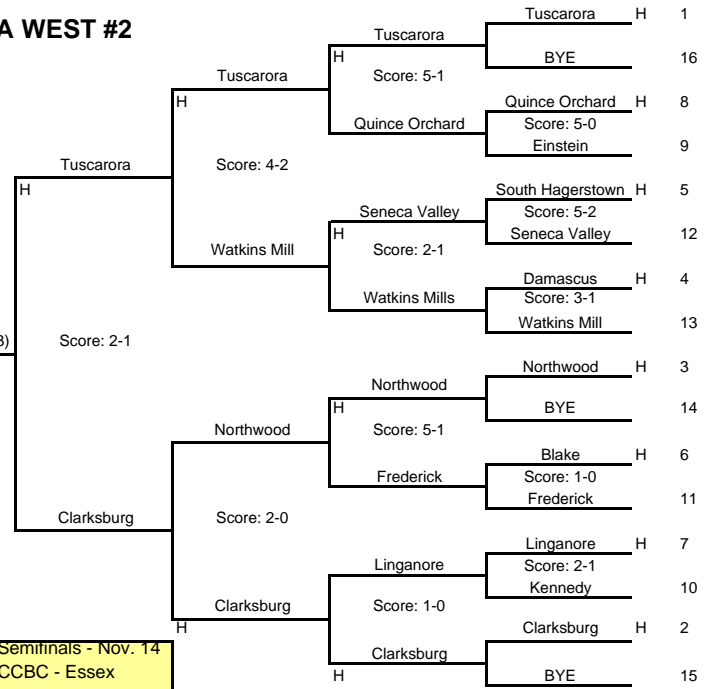 A WEST #2
Tuscarora H 1
Tuscarora
H
BYE 16
Tuscarora
Score: 5-1
H
Quince Orchard H 8
Quince Orchard
Score: 5-0
Einstein 9
Tuscarora
Score: 4-2
H
South Hagerstown H 5
Seneca Valley
Score: 5-2
H
Seneca Valley 12
Watkins Mill
Score: 2-1
Damascus H 4
Watkins Mills
Score: 3-1
Watkins Mill 13
3)
Score: 2-1
Northwood H 3
Northwood
H
BYE 14
Northwood
Score: 5-1
Blake H 6
Frederick
Score: 1-0
Frederick 11
Clarksburg
Score: 2-0
Linganore H 7
Linganore
Score: 2-1
Kennedy 10
Clarksburg
Score: 1-0
H
Clarksburg H 2
Clarksburg
H
BYE 15
Semifinals - Nov. 14
CCBC - Essex